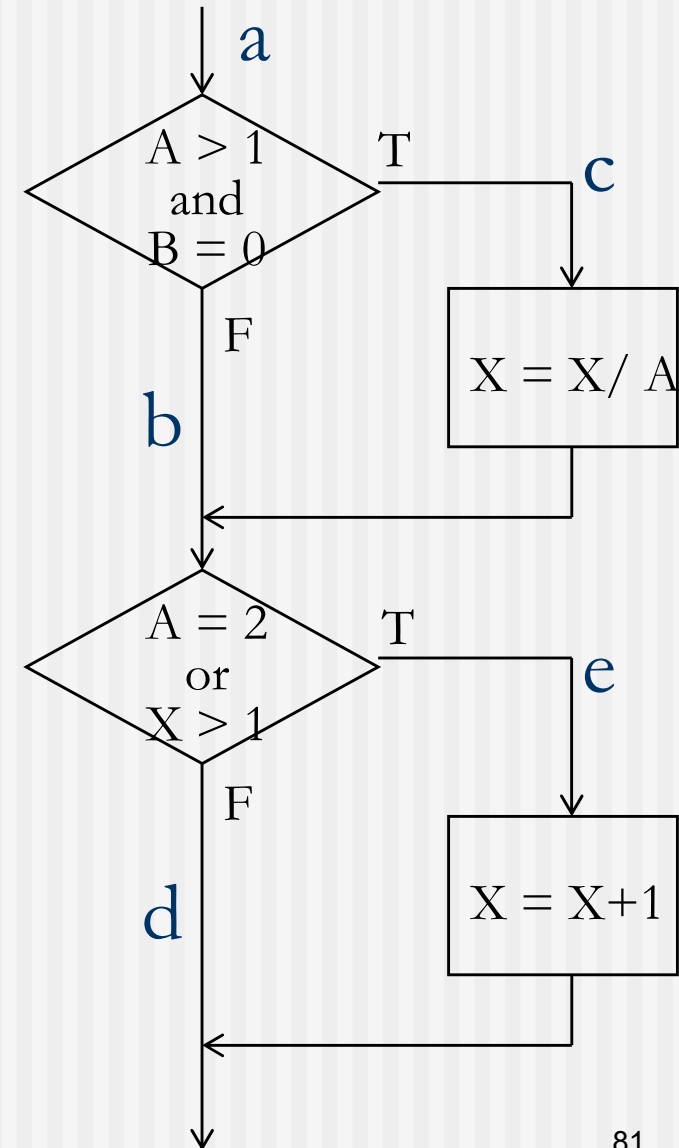 a
A > 1
and
B = 0
T
c
F
X = X/ A
b
A = 2
or
X > 1
T
e
F
X = X+1
d
81